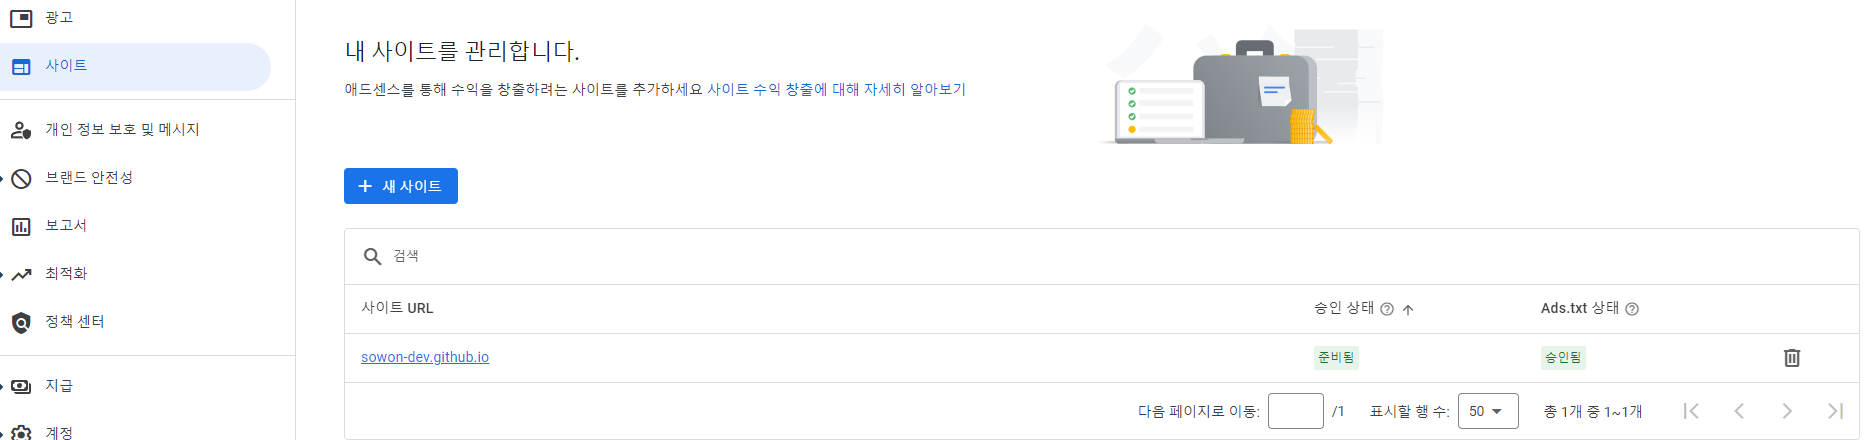 광고
사이트
개인 정보 보호 및 메시지
브랜드 안전성
보고서
최적화
정책 센터
지급
계정
내 사이트를 관리합니다.
애드센스를 통해 수익을 창출하려는 사이트를 추가하세요 사이트 수익 창출에 대해 자세히 알아보기
+ 새 사이트
검색
사이트 URL 승인 상태 Ads.txt 상태
sowon-dev.github.io 준비됨 승인됨
다음 페이지로 이동: /1 표시할 행 수: 50 총 1개 중 1~1개